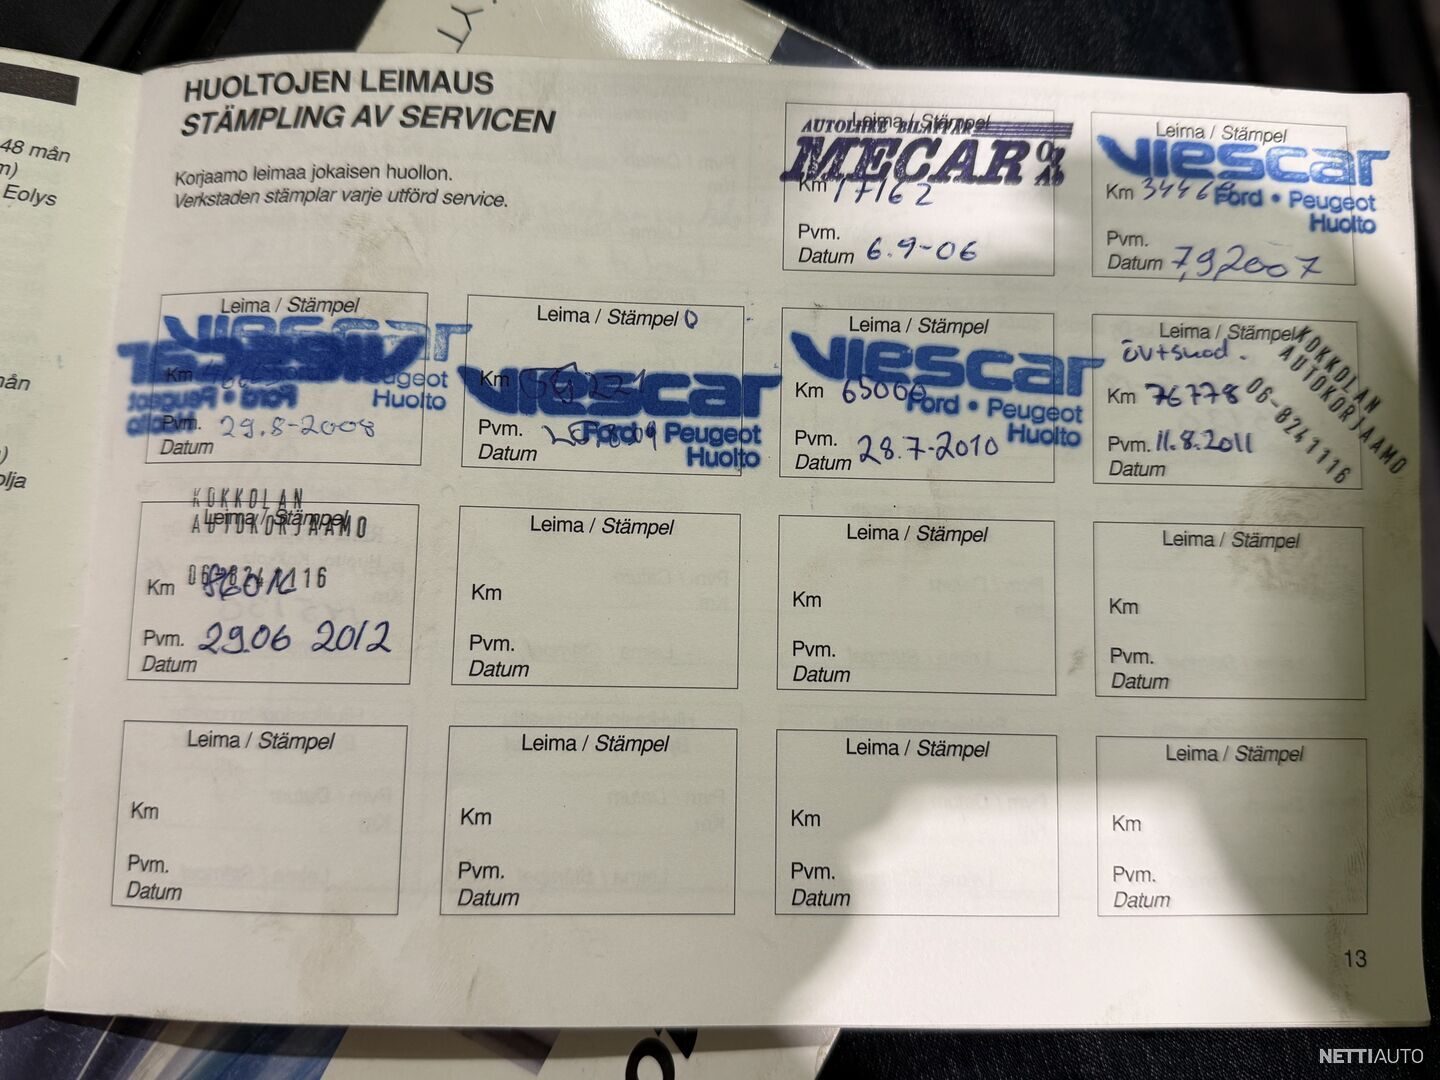 48 mån
Eolys
HUOLTOJEN LEIMAUS
STÄMPLING AV SERVICEN
Korjaamo leimaa jokaisen huollon.
Verkstaden stämplar varje utförd service.
Leima / Stämpel
AUTOLIIKE BILAFFÄR
MECAR
Km 17162
Pvm.
Datum 6.9-06
Leima / Stämpel
viescar
Km
Ford • Peugeot
Huolto
Pvm.
Datum 7,9,2007
Leima / Stämpel
viescar
Km
Peugeot
Huolto
Pvm. 29.8-2008
Datum
Leima / Stämpel
viescar
Km
Pvm.
Ford • Peugeot
Huolto
Datum
Leima / Stämpel
viescar
Km 65000
Ford • Peugeot
Huolto
Pvm.
Datum 28.7-2010
Leima / Stämpel
KOKKOLAN
AUTOKORJAAMO
06-8241116
Km 76778
Pvm. 11.8.2011
Datum
KOKKOLAN
Leima / Stämpel
AUTOKORJAAMO
06-8241116
Km
Pvm. 29.06 2012
Datum
Leima / Stämpel
Km
Pvm.
Datum
Leima / Stämpel
Km
Pvm.
Datum
Leima / Stämpel
Km
Pvm.
Datum
Leima / Stämpel
Km
Pvm.
Datum
Leima / Stämpel
Km
Pvm.
Datum
Leima / Stämpel
Km
Pvm.
Datum
Leima / Stämpel
Km
Pvm.
Datum
13
NETTIAUTO